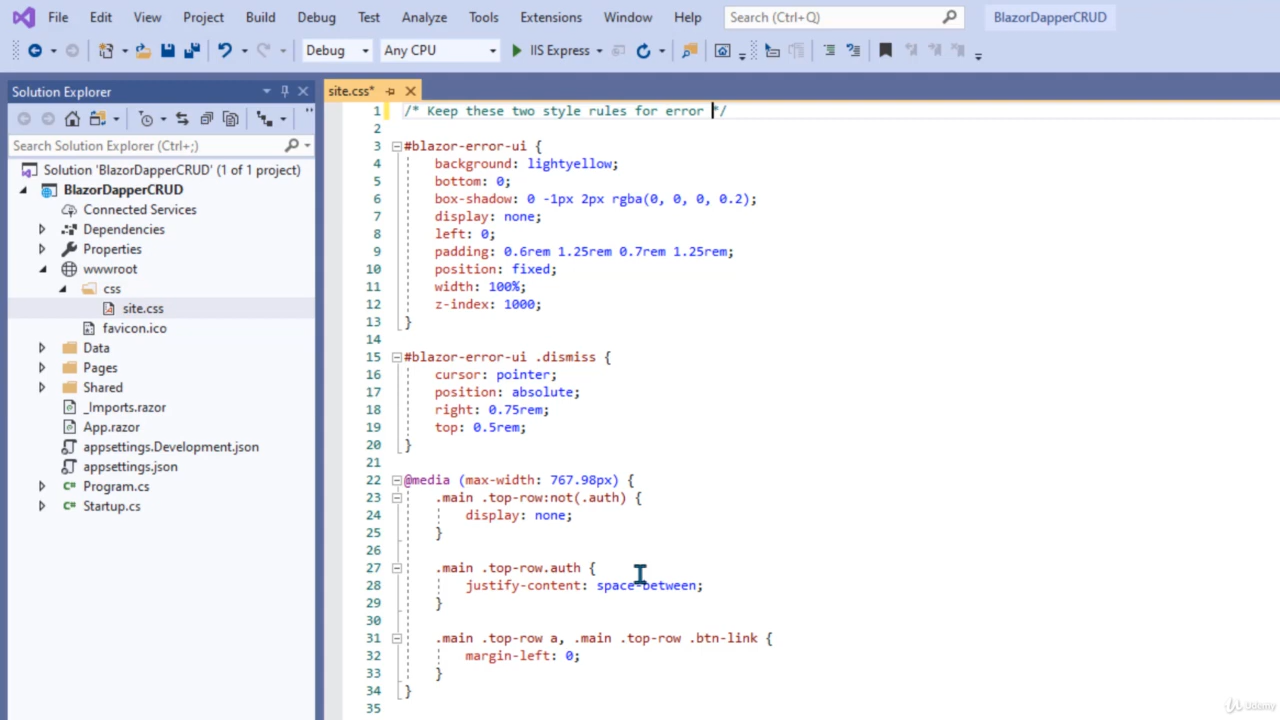 File Edit View Project Build Debug Test Analyze Tools Extensions Window Help Search (Ctrl+Q) BlazorDapperCRUD
Debug Any CPU IIS Express
Solution Explorer
Search Solution Explorer (Ctrl+;)
Solution 'BlazorDapperCRUD' (1 of 1 project)
BlazorDapperCRUD
Connected Services
Dependencies
Properties
wwwroot
css
site.css
favicon.ico
Data
Pages
Shared
_Imports.razor
App.razor
appsettings.Development.json
appsettings.json
C# Program.cs
C# Startup.cs
site.css*
1 /* Keep these two style rules for error */
2
3 #blazor-error-ui {
4 background: lightyellow;
5 bottom: 0;
6 box-shadow: 0 -1px 2px rgba(0, 0, 0, 0.2);
7 display: none;
8 left: 0;
9 padding: 0.6rem 1.25rem 0.7rem 1.25rem;
10 position: fixed;
11 width: 100%;
12 z-index: 1000;
13 }
14
15 #blazor-error-ui .dismiss {
16 cursor: pointer;
17 position: absolute;
18 right: 0.75rem;
19 top: 0.5rem;
20 }
21
22 @media (max-width: 767.98px) {
23 .main .top-row:not(.auth) {
24 display: none;
25 }
26
27 .main .top-row.auth {
28 justify-content: space-between;
29 }
30
31 .main .top-row a, .main .top-row .btn-link {
32 margin-left: 0;
33 }
34 }
35
Udemy